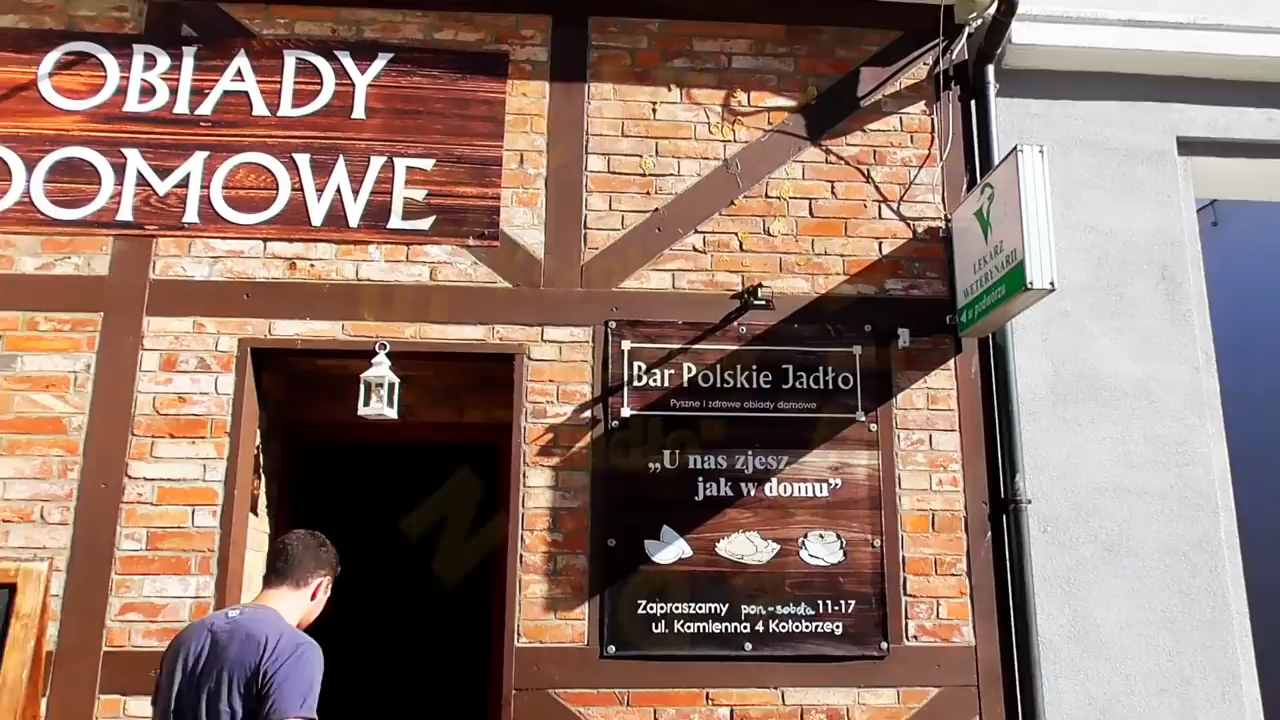 OBIADY
DOMOWE
LEKARZ
WETERYNARII
w podwórzu
Bar Polskie Jadło
Pyszne i zdrowe obiady domowe
„U nas zjesz
jak w domu”
Zapraszamy pon.-sobota 11-17
ul. Kamienna 4 Kołobrzeg